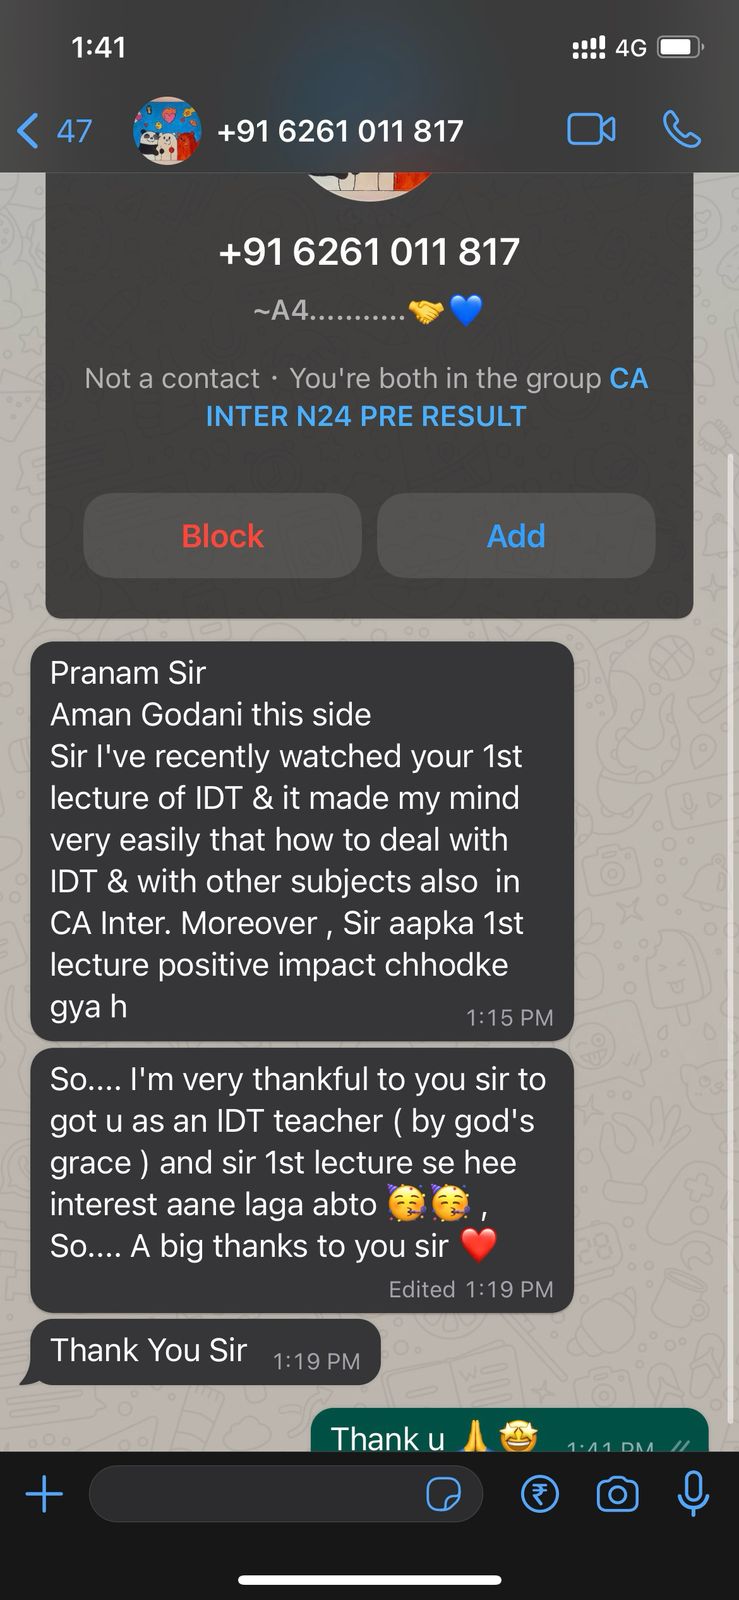 1:41
4G
47
+91 6261 011 817
+91 6261 011 817
~A4...........🤝💙
Not a contact · You're both in the group CA
INTER N24 PRE RESULT
Block
Add
Pranam Sir
Aman Godani this side
Sir I've recently watched your 1st
lecture of IDT & it made my mind
very easily that how to deal with
IDT & with other subjects also  in
CA Inter. Moreover , Sir aapka 1st
lecture positive impact chhodke
gya h
1:15 PM
So.... I'm very thankful to you sir to
got u as an IDT teacher ( by god's
grace ) and sir 1st lecture se hee
interest aane laga abto 🥳🥳 ,
So.... A big thanks to you sir ❤️
Edited 1:19 PM
Thank You Sir
1:19 PM
Thank u 🙏🤩
1:41 PM